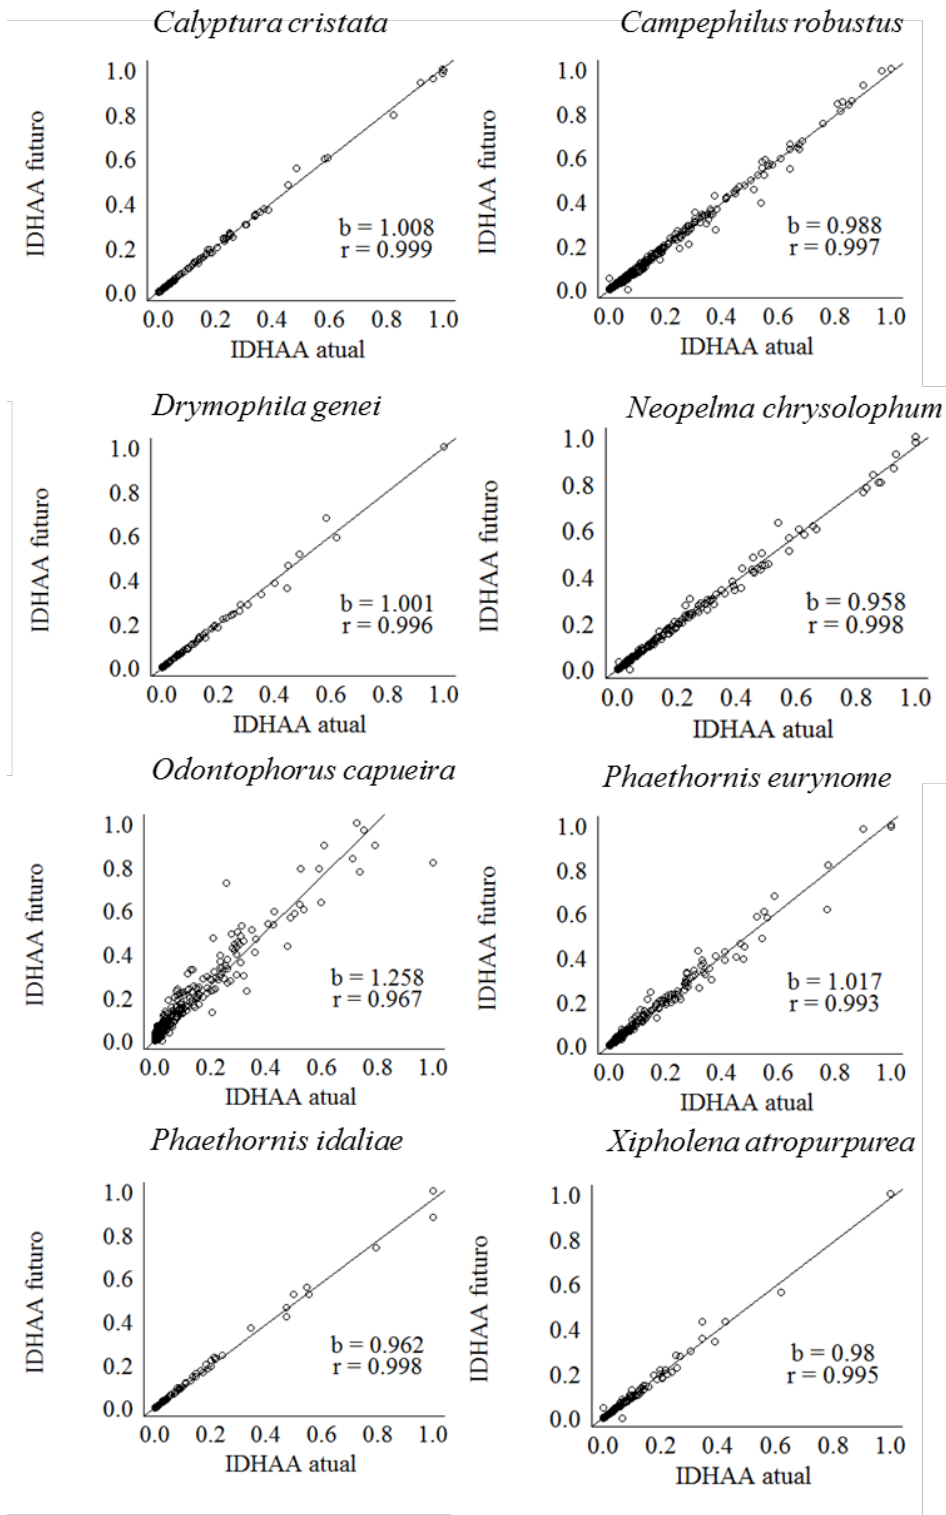 Calyptura cristata
IDHAA futuro
1.0
0.8
0.6
0.4
0.2
0.0
b = 1.008
r = 0.999
0.0 0.2 0.4 0.6 0.8 1.0
IDHAA atual
Campephilus robustus
IDHAA futuro
1.0
0.8
0.6
0.4
0.2
0.0
b = 0.988
r = 0.997
0.0 0.2 0.4 0.6 0.8 1.0
IDHAA atual
Drymophila genei
IDHAA futuro
1.0
0.8
0.6
0.4
0.2
0.0
b = 1.001
r = 0.996
0.0 0.2 0.4 0.6 0.8 1.0
IDHAA atual
Neopelma chrysolophum
IDHAA futuro
1.0
0.8
0.6
0.4
0.2
0.0
b = 0.958
r = 0.998
0.0 0.2 0.4 0.6 0.8 1.0
IDHAA atual
Odontophorus capueira
IDHAA futuro
1.0
0.8
0.6
0.4
0.2
0.0
b = 1.258
r = 0.967
0.0 0.2 0.4 0.6 0.8 1.0
IDHAA atual
Phaethornis eurynome
IDHAA futuro
1.0
0.8
0.6
0.4
0.2
0.0
b = 1.017
r = 0.993
0.0 0.2 0.4 0.6 0.8 1.0
IDHAA atual
Phaethornis idaliae
IDHAA futuro
1.0
0.8
0.6
0.4
0.2
0.0
b = 0.962
r = 0.998
0.0 0.2 0.4 0.6 0.8 1.0
IDHAA atual
Xipholena atropurpurea
IDHAA futuro
1.0
0.8
0.6
0.4
0.2
0.0
b = 0.98
r = 0.995
0.0 0.2 0.4 0.6 0.8 1.0
IDHAA atual